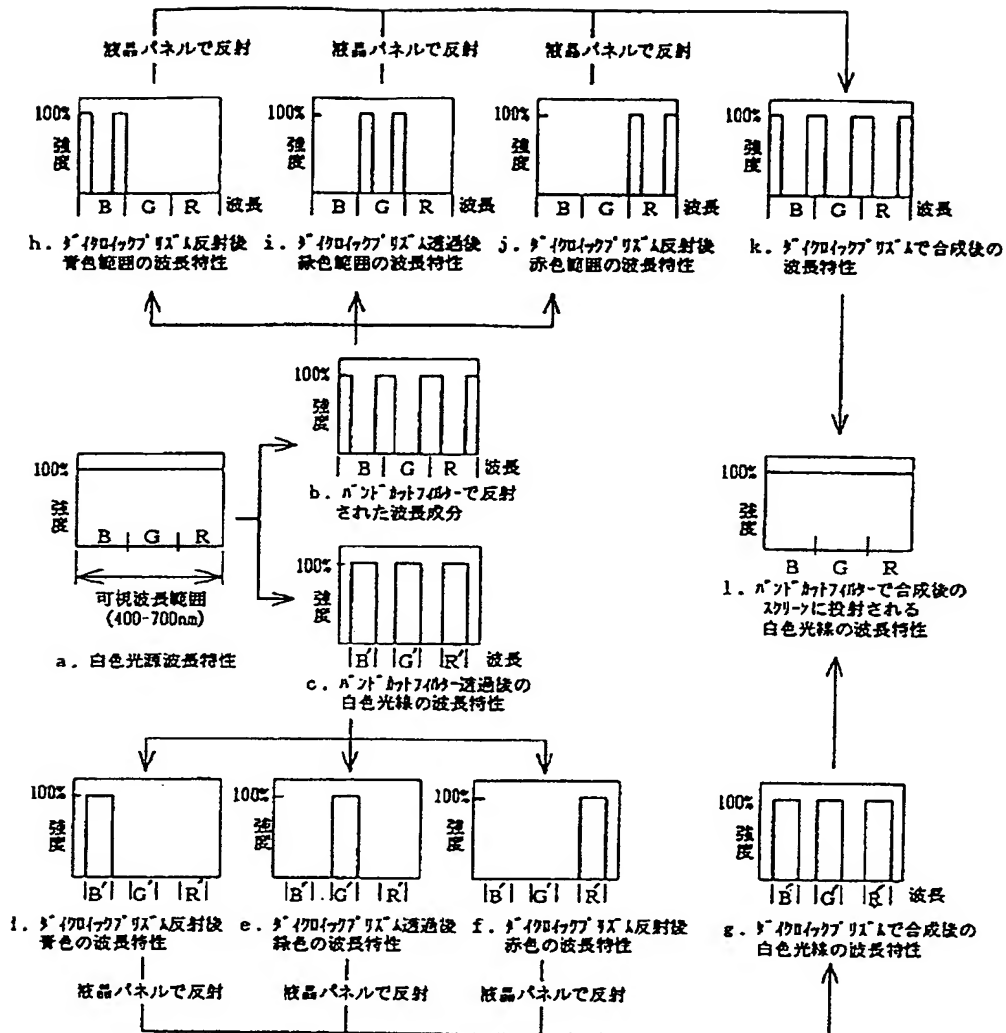 液晶パネルで反射
液晶パネルで反射
液晶パネルで反射
100%
強度
B G R 波長
h. ダイクロイックプリズム反射後
青色範囲の波長特性
100%
強度
B G R 波長
i. ダイクロイックプリズム透過後
緑色範囲の波長特性
100%
強度
B G R 波長
j. ダイクロイックプリズム反射後
赤色範囲の波長特性
100%
強度
B G R 波長
k. ダイクロイックプリズムで合成後の
波長特性
100%
強度
B G R 波長
b. バンドカットフィルターで反射
された波長成分
100%
強度
B G R
可視波長範囲
(400-700nm)
a. 白色光源波長特性
100%
強度
B' G' R' 波長
c. バンドカットフィルター透過後の
白色光線の波長特性
100%
強度
B G R
l. バンドカットフィルターで合成後の
スクリーンに投射される
白色光線の波長特性
100%
強度
B' G' R'
ダイクロイックプリズム反射後
青色の波長特性
100%
強度
B' G' R'
e. ダイクロイックプリズム透過後
緑色の波長特性
100%
強度
B' G' R'
f. ダイクロイックプリズム反射後
赤色の波長特性
100%
強度
B' G' R' 波長
g. ダイクロイックプリズムで合成後の
白色光線の波長特性
液晶パネルで反射
液晶パネルで反射
液晶パネルで反射